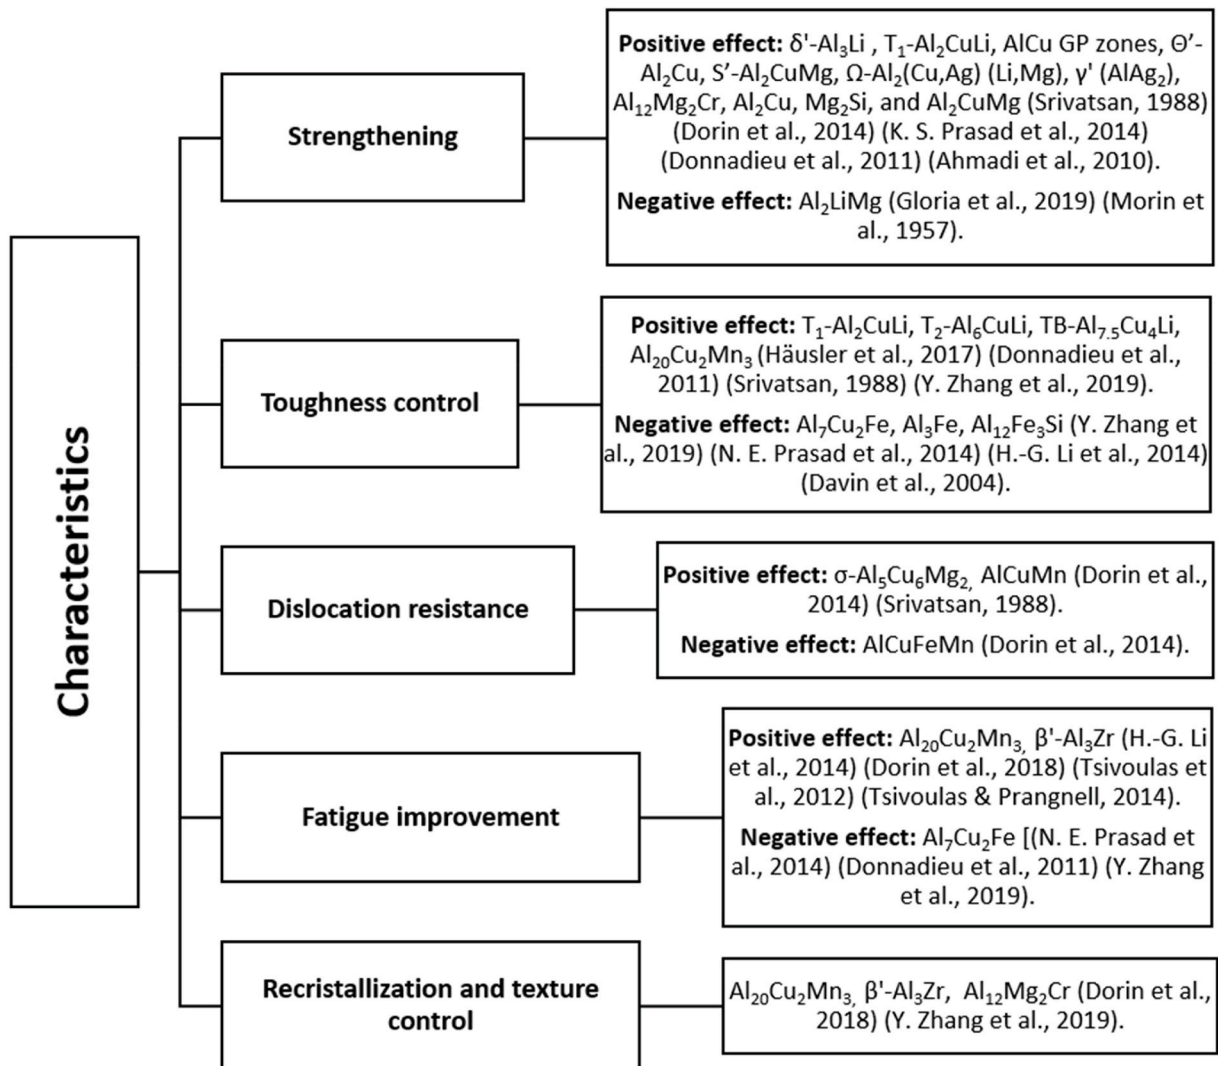 Characteristics
Strengthening
Positive effect: δ'-Al₃Li , T₁-Al₂CuLi, AlCu GP zones, Θ’-
Al₂Cu, S’-Al₂CuMg, Ω-Al₂(Cu,Ag) (Li,Mg), γ' (AlAg₂),
Al₁₂Mg₂Cr, Al₂Cu, Mg₂Si, and Al₂CuMg (Srivatsan, 1988)
(Dorin et al., 2014) (K. S. Prasad et al., 2014)
(Donnadieu et al., 2011) (Ahmadi et al., 2010).
Negative effect: Al₂LiMg (Gloria et al., 2019) (Morin et
al., 1957).
Toughness control
Positive effect: T₁-Al₂CuLi, T₂-Al₆CuLi, TB-Al₇.₅Cu₄Li,
Al₂₀Cu₂Mn₃ (Häusler et al., 2017) (Donnadieu et al.,
2011) (Srivatsan, 1988) (Y. Zhang et al., 2019).
Negative effect: Al₇Cu₂Fe, Al₃Fe, Al₁₂Fe₃Si (Y. Zhang et
al., 2019) (N. E. Prasad et al., 2014) (H.-G. Li et al., 2014)
(Davin et al., 2004).
Dislocation resistance
Positive effect: σ-Al₅Cu₆Mg₂, AlCuMn (Dorin et al.,
2014) (Srivatsan, 1988).
Negative effect: AlCuFeMn (Dorin et al., 2014).
Fatigue improvement
Positive effect: Al₂₀Cu₂Mn₃, β'-Al₃Zr (H.-G. Li
et al., 2014) (Dorin et al., 2018) (Tsivoulas et
al., 2012) (Tsivoulas & Prangnell, 2014).
Negative effect: Al₇Cu₂Fe [(N. E. Prasad et
al., 2014) (Donnadieu et al., 2011) (Y. Zhang
et al., 2019).
Recristallization and texture
control
Al₂₀Cu₂Mn₃, β'-Al₃Zr, Al₁₂Mg₂Cr (Dorin et al.,
2018) (Y. Zhang et al., 2019).